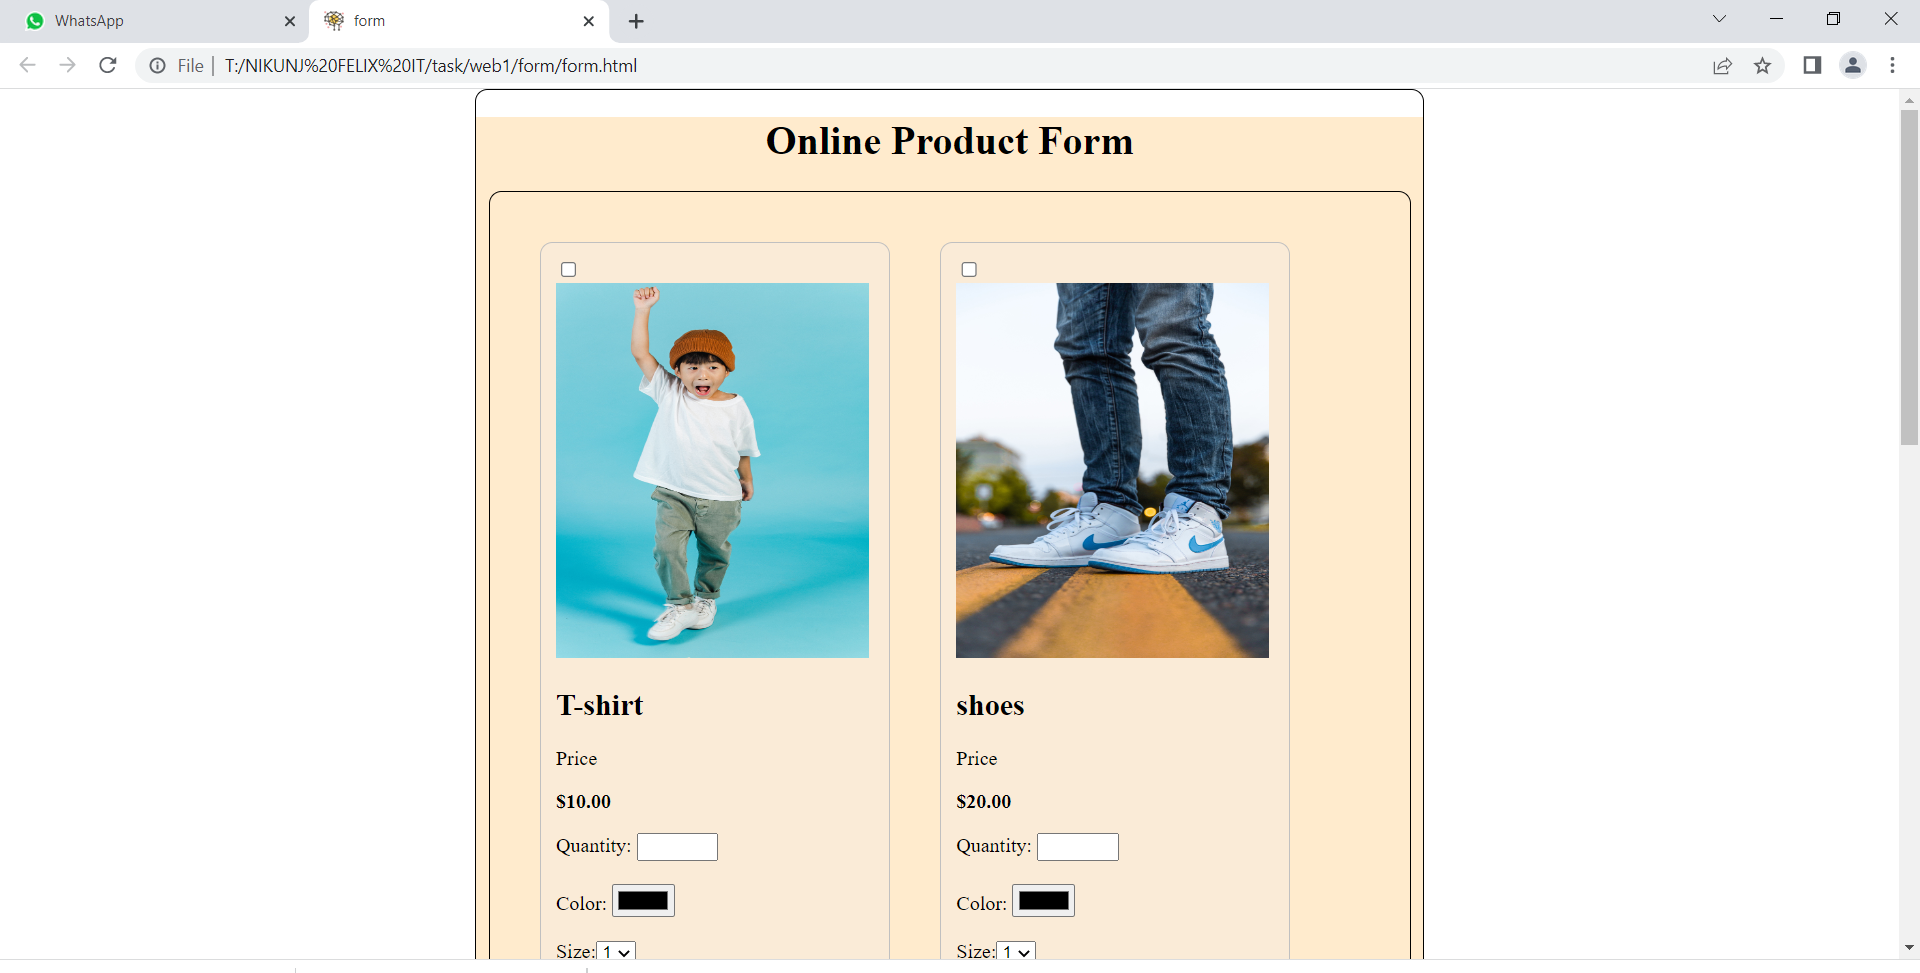 WhatsApp
form
File
T:/NIKUNJ%20FELIX%20IT/task/web1/form/form.html
Online Product Form
T-shirt
Price
$10.00
Quantity:
Color:
Size: 1
shoes
Price
$20.00
Quantity:
Color:
Size: 1